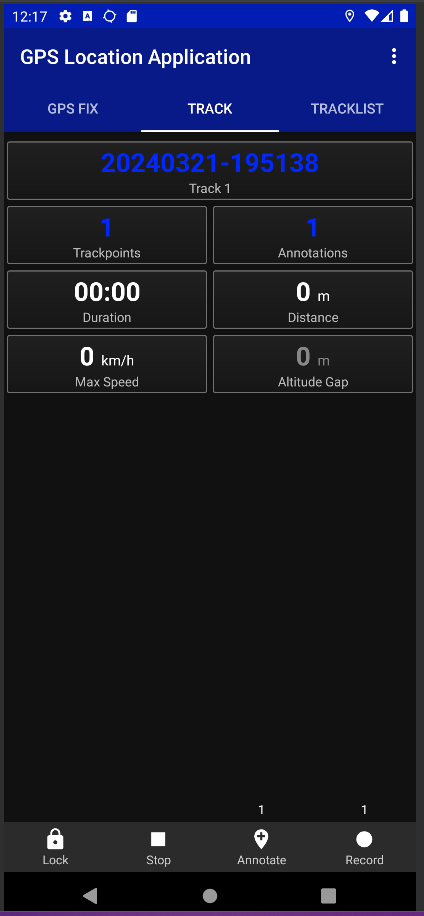 12:17
GPS Location Application
GPS FIX TRACK TRACKLIST
20240321-195138
Track 1
1 1
Trackpoints Annotations
00:00 0 m
Duration Distance
0 km/h 0 m
Max Speed Altitude Gap
1 1
Lock Stop Annotate Record